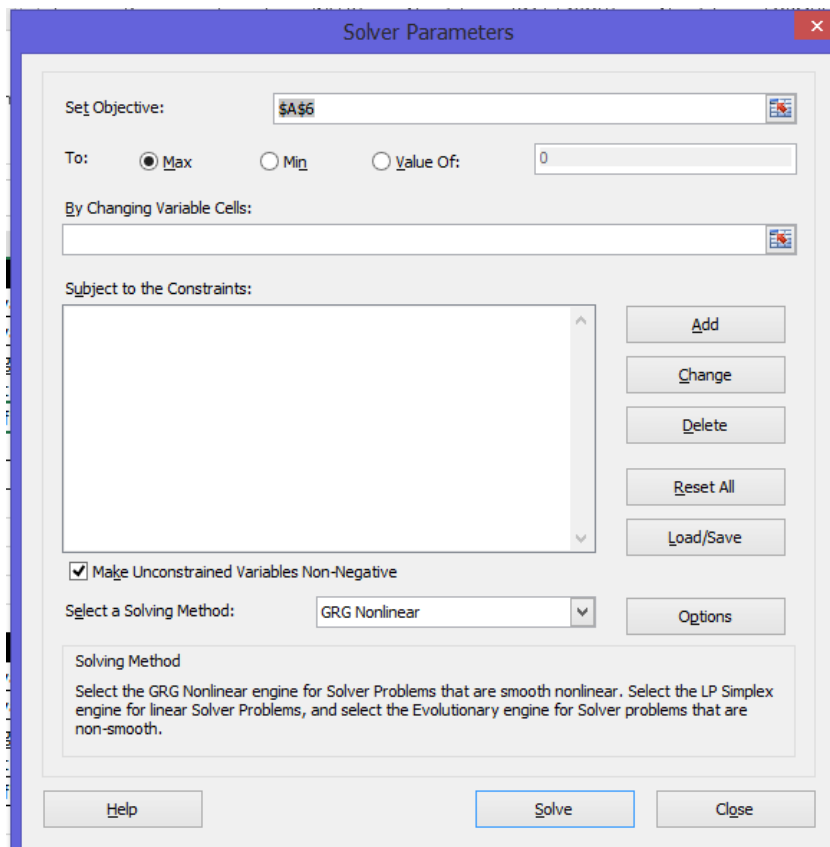 Solver Parameters
Set Objective:
$A$6
To:
Max
Min
Value Of:
0
By Changing Variable Cells:
Subject to the Constraints:
Add
Change
Delete
Reset All
Load/Save
Make Unconstrained Variables Non-Negative
Select a Solving Method:
GRG Nonlinear
Options
Solving Method
Select the GRG Nonlinear engine for Solver Problems that are smooth nonlinear. Select the LP Simplex
engine for linear Solver Problems, and select the Evolutionary engine for Solver problems that are
non-smooth.
Help
Solve
Close